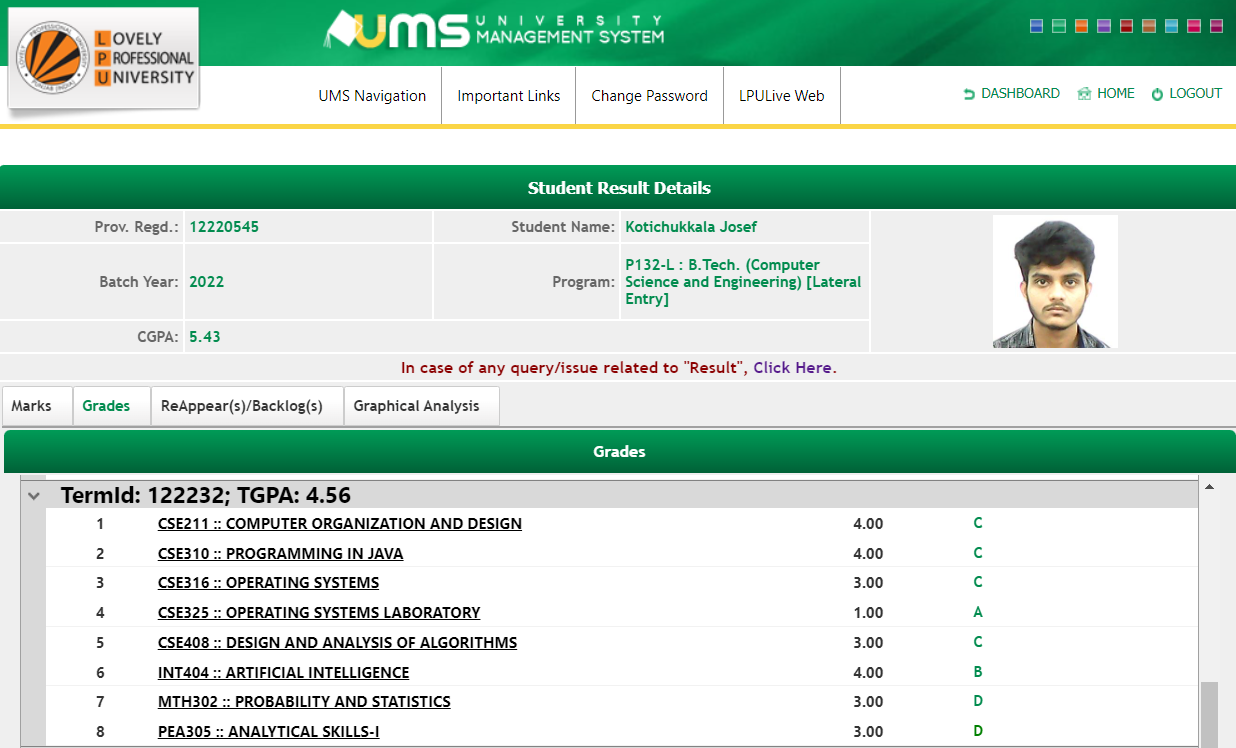 LOVELY
PROFESSIONAL
UNIVERSITY
UMS UNIVERSITY
MANAGEMENT SYSTEM
UMS Navigation Important Links Change Password LPULive Web DASHBOARD HOME LOGOUT
Student Result Details
Prov. Regd.: 12220545 Student Name: Kotichukkala Josef
Batch Year: 2022 Program: P132-L : B.Tech. (Computer
Science and Engineering) [Lateral
Entry]
CGPA: 5.43
In case of any query/issue related to "Result", Click Here.
Marks Grades ReAppear(s)/Backlog(s) Graphical Analysis
Grades
TermId: 122232; TGPA: 4.56
1 CSE211 :: COMPUTER ORGANIZATION AND DESIGN 4.00 C
2 CSE310 :: PROGRAMMING IN JAVA 4.00 C
3 CSE316 :: OPERATING SYSTEMS 3.00 C
4 CSE325 :: OPERATING SYSTEMS LABORATORY 1.00 A
5 CSE408 :: DESIGN AND ANALYSIS OF ALGORITHMS 3.00 C
6 INT404 :: ARTIFICIAL INTELLIGENCE 4.00 B
7 MTH302 :: PROBABILITY AND STATISTICS 3.00 D
8 PEA305 :: ANALYTICAL SKILLS-I 3.00 D